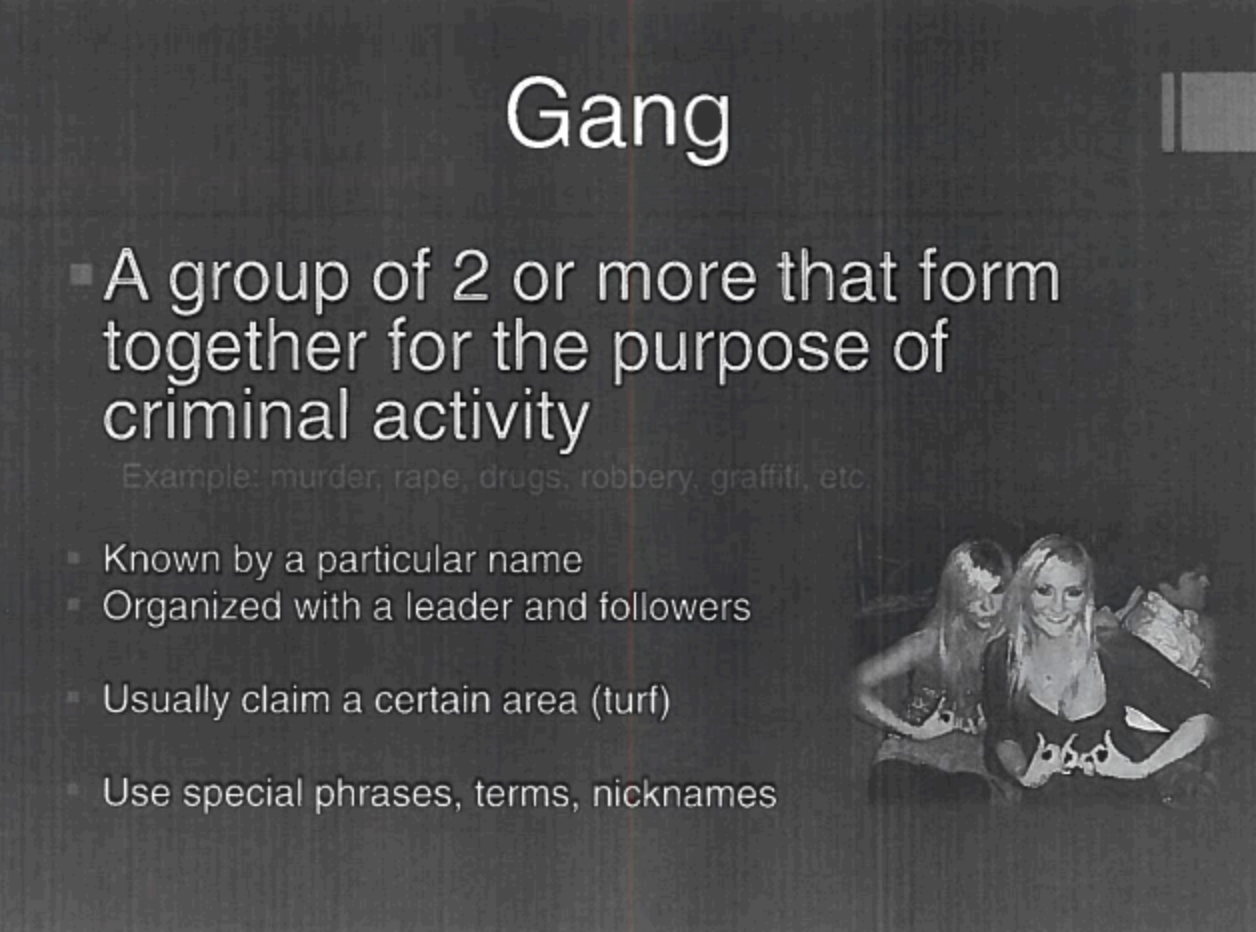 Gang
A group of 2 or more that form
together for the purpose of
criminal activity
Example: murder, rape, drugs, robbery, graffiti, etc.
Known by a particular name
Organized with a leader and followers
Usually claim a certain area (turf)
Use special phrases, terms, nicknames